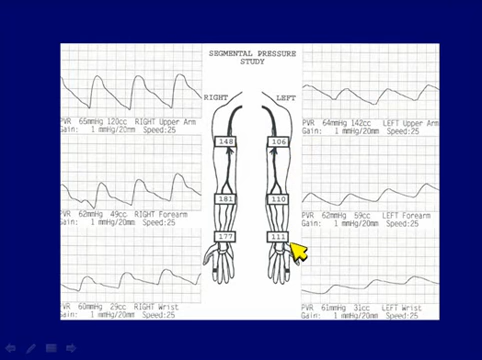 SEGMENTAL PRESSURE
STUDY
RIGHT LEFT
PVR 65mmHg 120cc RIGHT Upper Arm
Gain: 1 mmHg/20mm Speed:25
PVR 64mmHg 142cc LEFT Upper Arm
Gain: 1 mmHg/20mm Speed:25
148 106
PVR 62mmHg 49cc RIGHT Forearm
Gain: 1 mmHg/20mm Speed:25
181 110
PVR 62mmHg 59cc LEFT Forearm
Gain: 1 mmHg/20mm Speed:25
177 111
PVR 60mmHg 29cc RIGHT Wrist
Gain: 1 mmHg/20mm Speed:25
PVR 61mmHg 31cc LEFT Wrist
Gain: 1 mmHg/20mm Speed:25